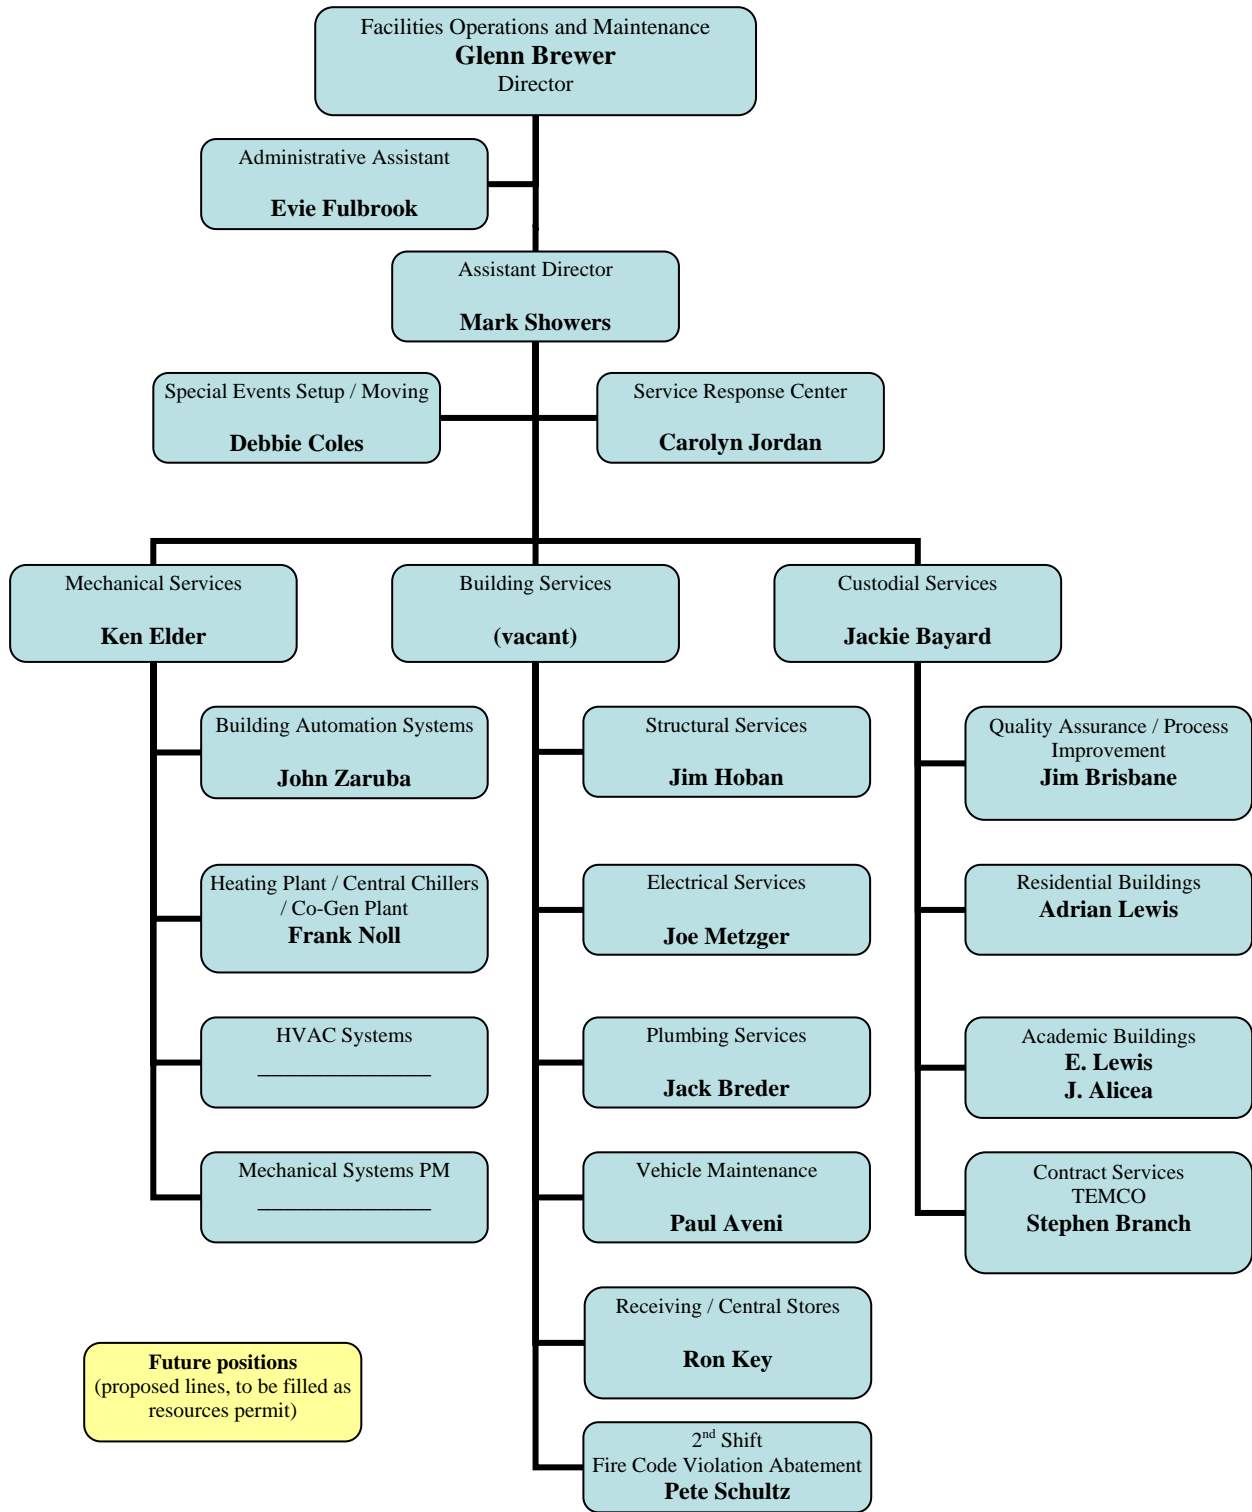 Facilities Operations and Maintenance
Glenn Brewer
Director
Administrative Assistant
Evie Fulbrook
Assistant Director
Mark Showers
Special Events Setup / Moving
Debbie Coles
Service Response Center
Carolyn Jordan
Mechanical Services
Ken Elder
Building Services
(vacant)
Custodial Services
Jackie Bayard
Building Automation Systems
John Zaruba
Heating Plant / Central Chillers
/ Co-Gen Plant
Frank Noll
HVAC Systems
_______________
Mechanical Systems PM
_______________
Structural Services
Jim Hoban
Electrical Services
Joe Metzger
Plumbing Services
Jack Breder
Vehicle Maintenance
Paul Aveni
Receiving / Central Stores
Ron Key
2nd Shift
Fire Code Violation Abatement
Pete Schultz
Quality Assurance / Process
Improvement
Jim Brisbane
Residential Buildings
Adrian Lewis
Academic Buildings
E. Lewis
J. Alicea
Contract Services
TEMCO
Stephen Branch
Future positions
(proposed lines, to be filled as
resources permit)